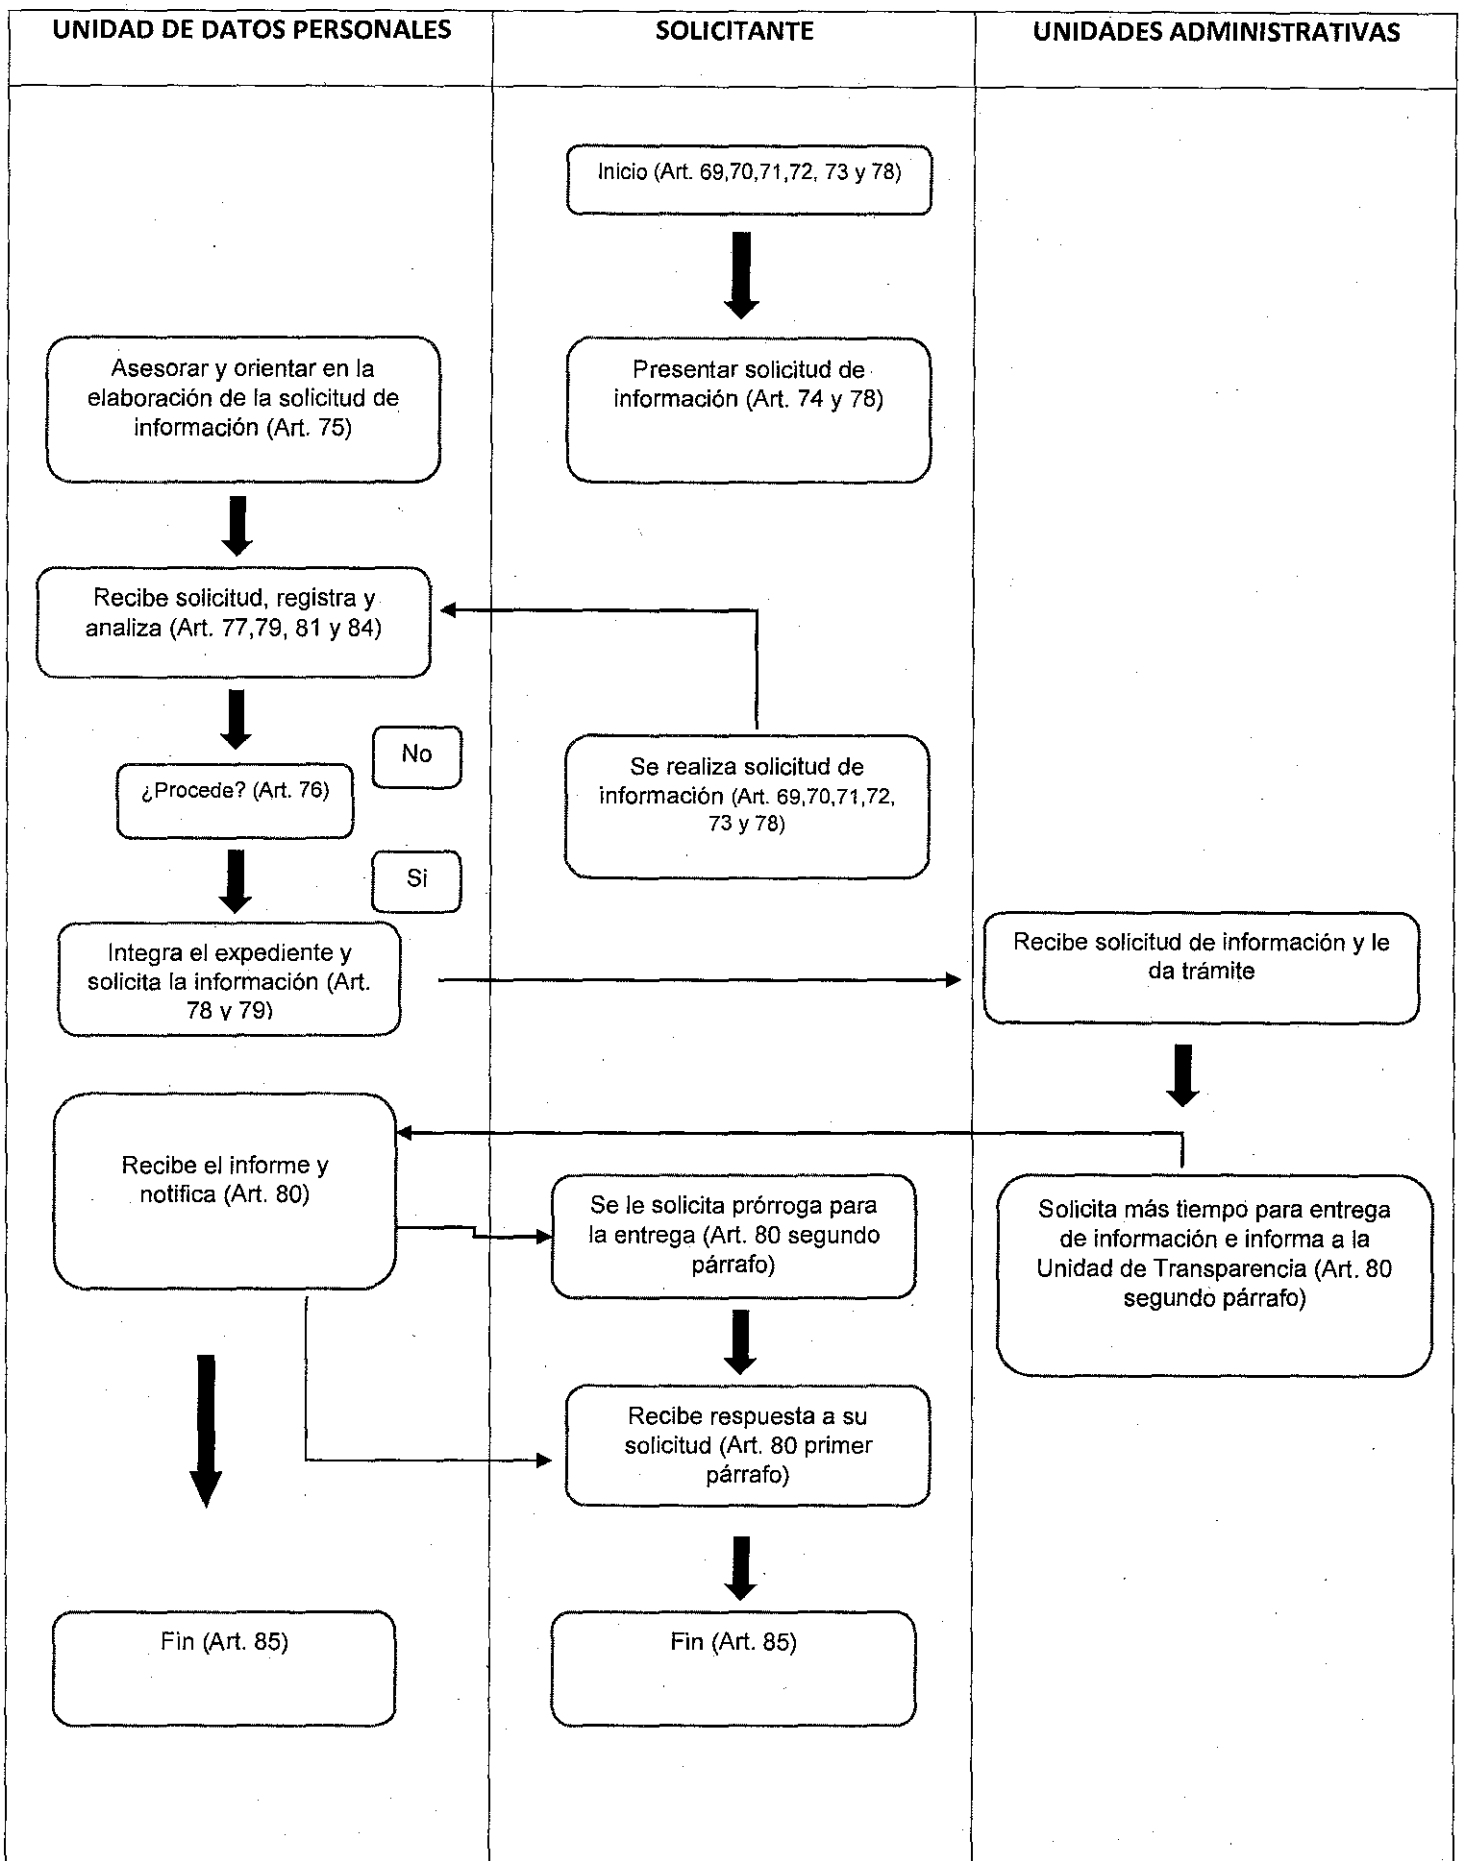 UNIDAD DE DATOS PERSONALES
SOLICITANTE
UNIDADES ADMINISTRATIVAS
Inicio (Art. 69,70,71,72, 73 y 78)
Asesorar y orientar en la
elaboración de la solicitud de
información (Art. 75)
Presentar solicitud de
información (Art. 74 y 78)
Recibe solicitud, registra y
analiza (Art. 77,79, 81 y 84)
No
¿Procede? (Art. 76)
Se realiza solicitud de
información (Art. 69,70,71,72,
73 y 78)
Si
Integra el expediente y
solicita la información (Art.
78 y 79)
Recibe solicitud de información y le
da trámite
Recibe el informe y
notifica (Art. 80)
Se le solicita prórroga para
la entrega (Art. 80 segundo
párrafo)
Solicita más tiempo para entrega
de información e informa a la
Unidad de Transparencia (Art. 80
segundo párrafo)
Recibe respuesta a su
solicitud (Art. 80 primer
párrafo)
Fin (Art. 85)
Fin (Art. 85)